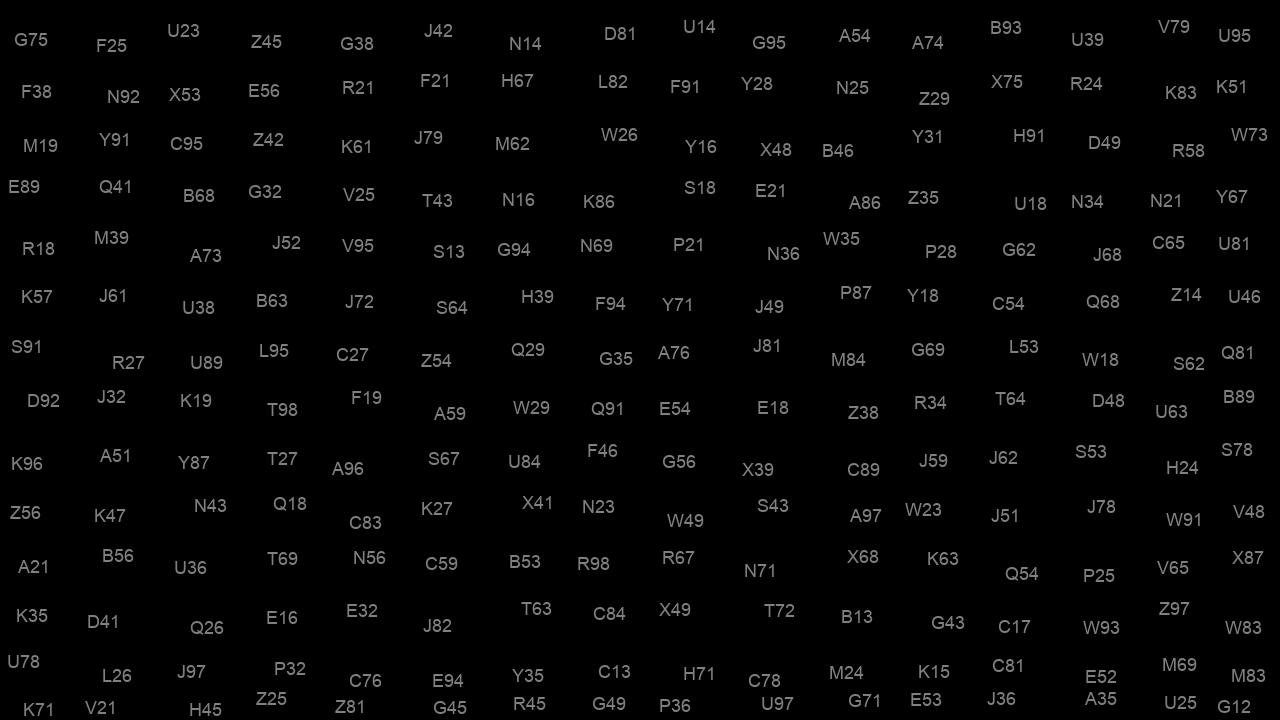 G75 F25 U23 Z45 G38 J42 N14 D81 U14 G95 A54 A74 B93 U39 V79 U95
F38 N92 X53 E56 R21 F21 H67 L82 F91 Y28 N25 Z29 X75 R24 K83 K51
M19 Y91 C95 Z42 K61 J79 M62 W26 Y16 X48 B46 Y31 H91 D49 R58 W73
E89 Q41 B68 G32 V25 T43 N16 K86 S18 E21 A86 Z35 U18 N34 N21 Y67
R18 M39 A73 J52 V95 S13 G94 N69 P21 N36 W35 P28 G62 J68 C65 U81
K57 J61 U38 B63 J72 S64 H39 F94 Y71 J49 P87 Y18 C54 Q68 Z14 U46
S91 R27 U89 L95 C27 Z54 Q29 G35 A76 J81 M84 G69 L53 W18 S62 Q81
D92 J32 K19 T98 F19 A59 W29 Q91 E54 E18 Z38 R34 T64 D48 U63 B89
K96 A51 Y87 T27 A96 S67 U84 F46 G56 X39 C89 J59 J62 S53 H24 S78
Z56 K47 N43 Q18 C83 K27 X41 N23 W49 S43 A97 W23 J51 J78 W91 V48
A21 B56 U36 T69 N56 C59 B53 R98 R67 N71 X68 K63 Q54 P25 V65 X87
K35 D41 Q26 E16 E32 J82 T63 C84 X49 T72 B13 G43 C17 W93 Z97 W83
U78 L26 J97 P32 C76 E94 Y35 C13 H71 C78 M24 K15 C81 E52 M69 M83
K71 V21 H45 Z25 Z81 G45 R45 G49 P36 U97 G71 E53 J36 A35 U25 G12